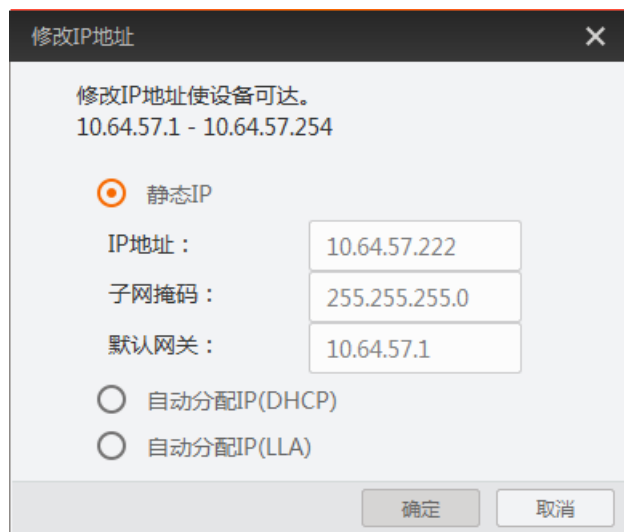 修改IP地址
修改IP地址使设备可达。
10.64.57.1 - 10.64.57.254
静态IP
IP地址： 10.64.57.222
子网掩码： 255.255.255.0
默认网关： 10.64.57.1
自动分配IP(DHCP)
自动分配IP(LLA)
确定 取消